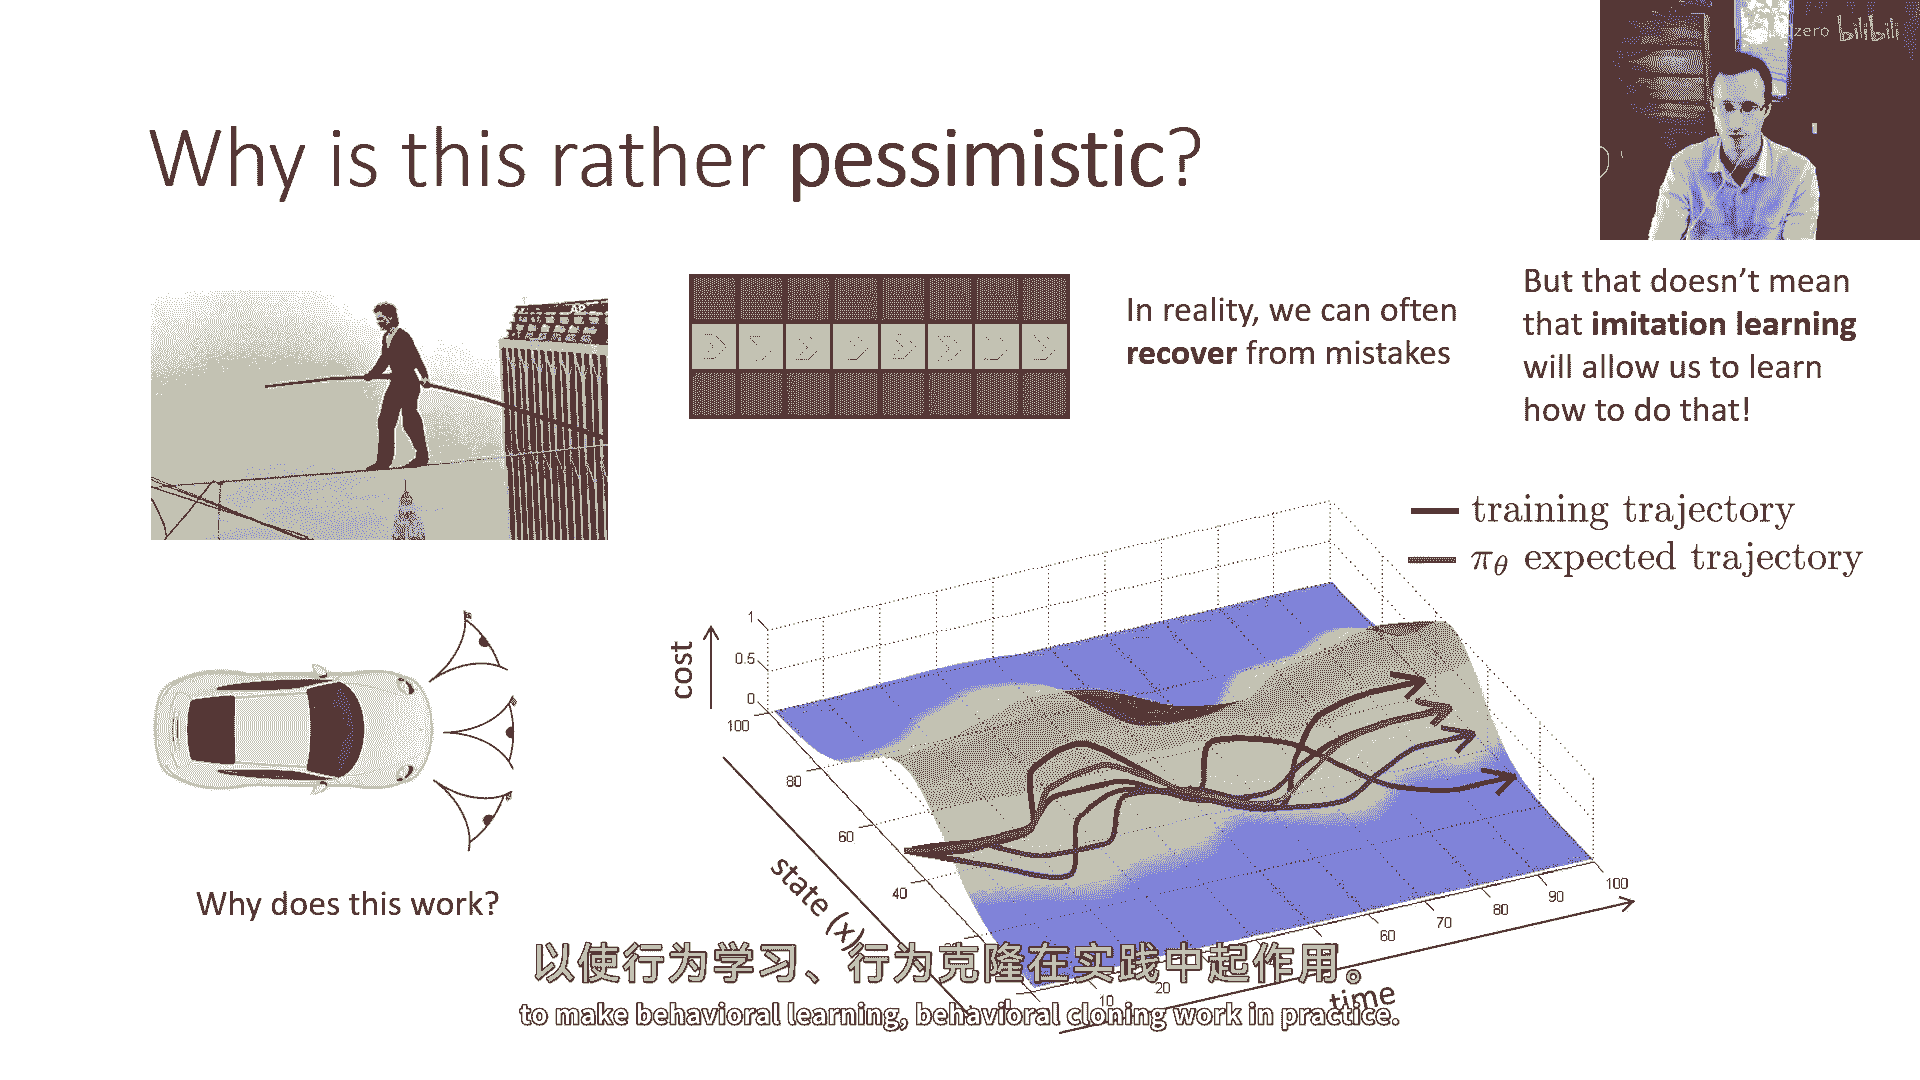 zero bilibili
Why is this rather pessimistic?
In reality, we can often
recover from mistakes
But that doesn’t mean
that imitation learning
will allow us to learn
how to do that!
training trajectory
πθ expected trajectory
cost
1
0.5
0
100
80
60
40
state (x)
0
10
20
60
70
80
90
100
time
Why does this work?
以使行为学习、行为克隆在实践中起作用。
to make behavioral learning, behavioral cloning work in practice.